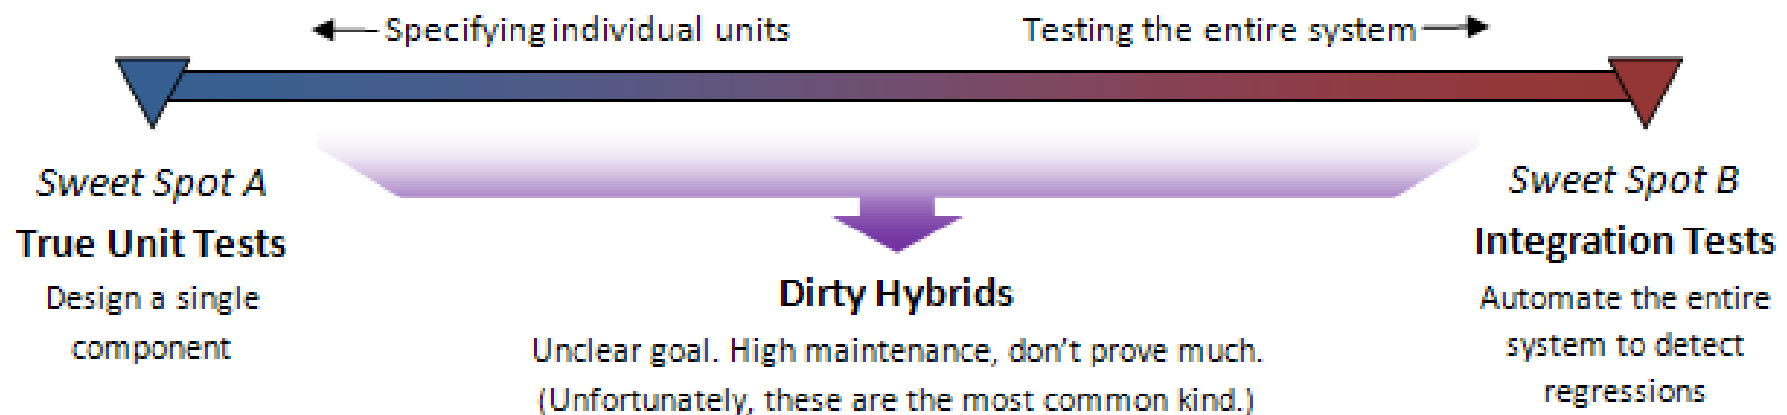 Specifying individual units
Testing the entire system
Sweet Spot A
True Unit Tests
Design a single
component
Dirty Hybrids
Unclear goal. High maintenance, don't prove much.
(Unfortunately, these are the most common kind.)
Sweet Spot B
Integration Tests
Automate the entire
system to detect
regressions